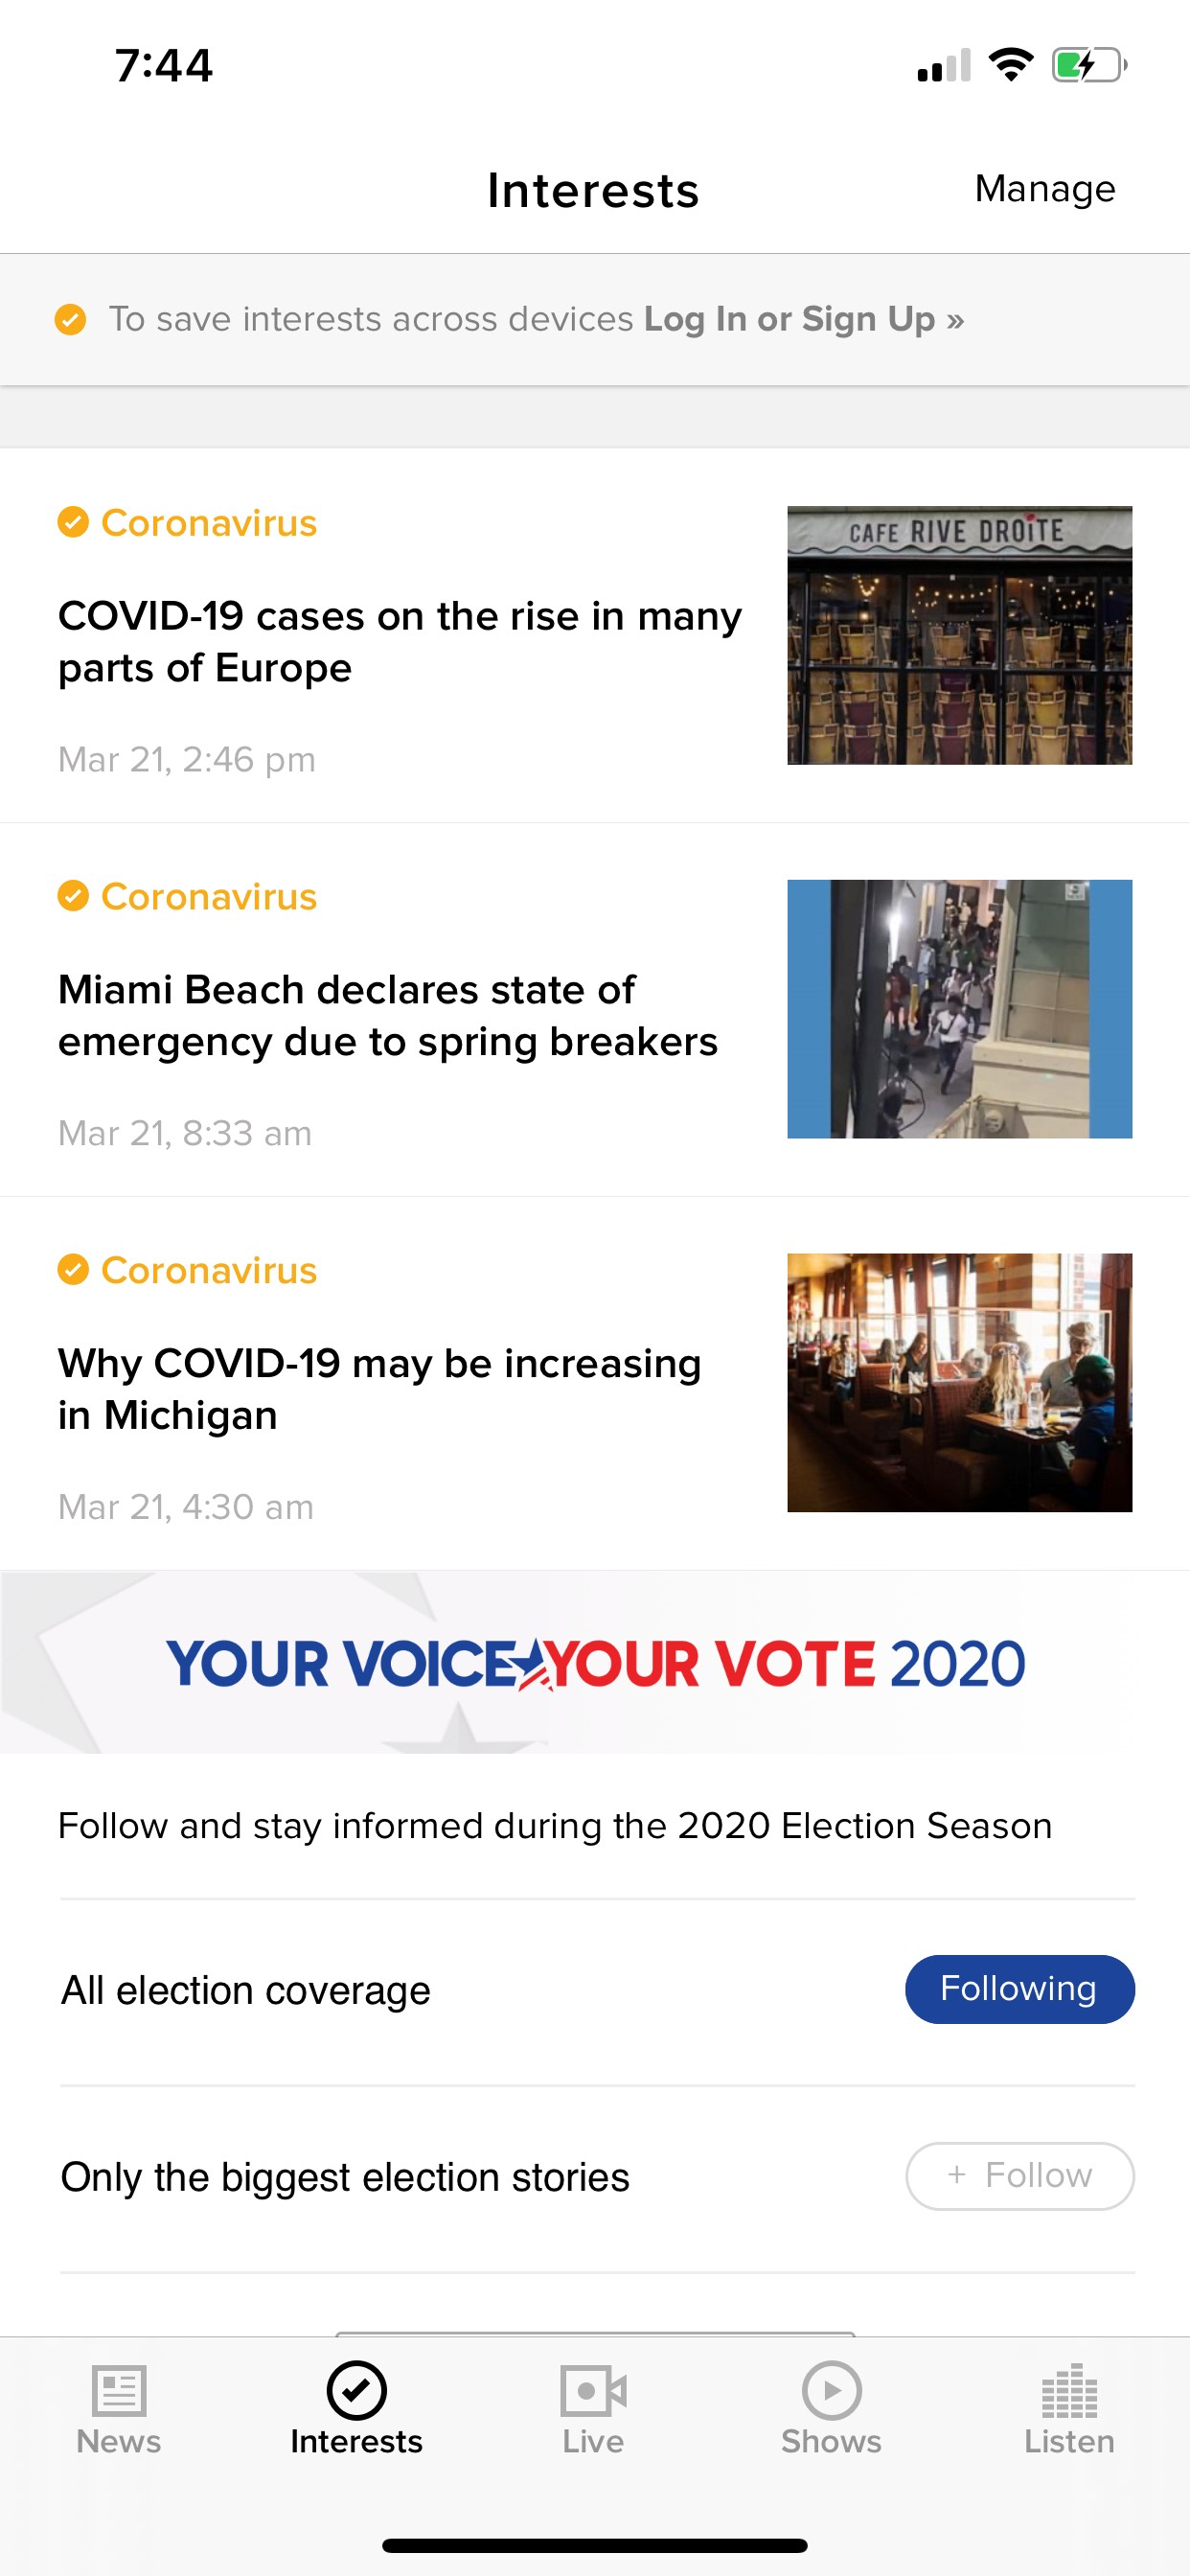 7:44
Interests
Manage
To save interests across devices Log In or Sign Up »
Coronavirus
CAFE RIVE DROiTE
COVID-19 cases on the rise in many
parts of Europe
Mar 21, 2:46 pm
Coronavirus
Miami Beach declares state of
emergency due to spring breakers
Mar 21, 8:33 am
Coronavirus
Why COVID-19 may be increasing
in Michigan
Mar 21, 4:30 am
YOUR VOICE YOUR VOTE 2020
Follow and stay informed during the 2020 Election Season
All election coverage
Following
Only the biggest election stories
+ Follow
News
Interests
Live
Shows
Listen